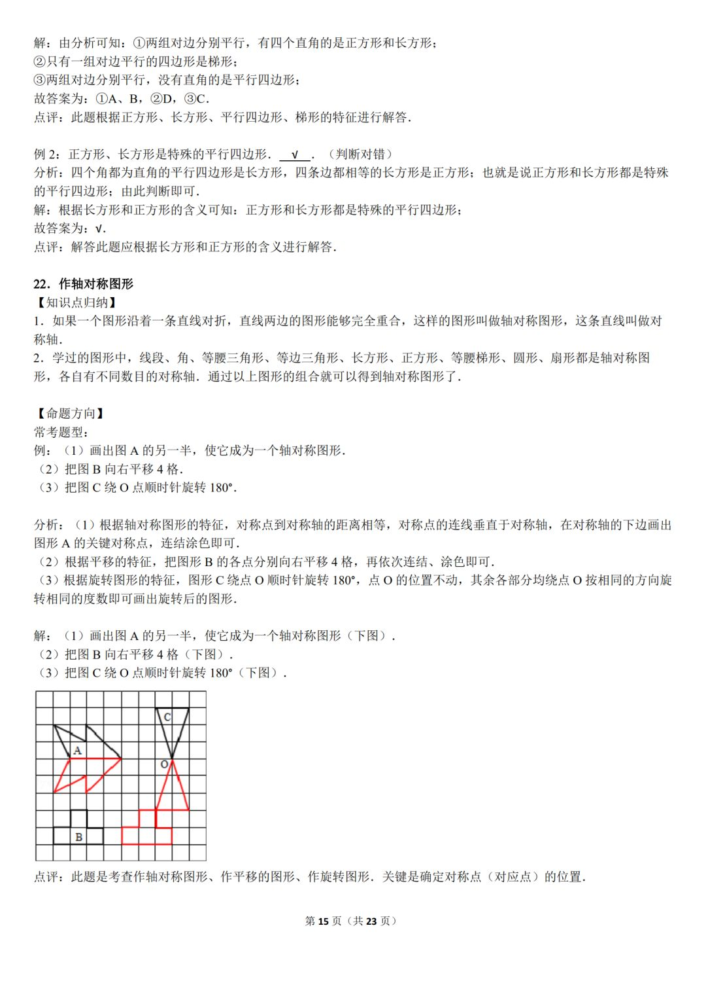 解：由分析可知：①两组对边分别平行，有四个直角的是正方形和长方形；
②只有一组对边平行的四边形是梯形；
③两组对边分别平行，没有直角的是平行四边形；
故答案为：①A、B，②D，③C．
点评：此题根据正方形、长方形、平行四边形、梯形的特征进行解答．
例 2：正方形、长方形是特殊的平行四边形． √ ．（判断对错）
分析：四个角都为直角的平行四边形是长方形，四条边都相等的长方形是正方形；也就是说正方形和长方形都是特殊
的平行四边形；由此判断即可．
解：根据长方形和正方形的含义可知：正方形和长方形都是特殊的平行四边形；
故答案为：√．
点评：解答此题应根据长方形和正方形的含义进行解答．
22．作轴对称图形
【知识点归纳】
1．如果一个图形沿着一条直线对折，直线两边的图形能够完全重合，这样的图形叫做轴对称图形，这条直线叫做对
称轴．
2．学过的图形中，线段、角、等腰三角形、等边三角形、长方形、正方形、等腰梯形、圆形、扇形都是轴对称图
形，各自有不同数目的对称轴．通过以上图形的组合就可以得到轴对称图形了．
【命题方向】
常考题型：
例：（1）画出图 A 的另一半，使它成为一个轴对称图形．
（2）把图 B 向右平移 4 格．
（3）把图 C 绕 O 点顺时针旋转 180°．
分析：（1）根据轴对称图形的特征，对称点到对称轴的距离相等，对称点的连线垂直于对称轴，在对称轴的下边画出
图形 A 的关键对称点，连结涂色即可．
（2）根据平移的特征，把图形 B 的各点分别向右平移 4 格，再依次连结、涂色即可．
（3）根据旋转图形的特征，图形 C 绕点 O 顺时针旋转 180°，点 O 的位置不动，其余各部分均绕点 O 按相同的方向旋
转相同的度数即可画出旋转后的图形．
解：（1）画出图 A 的另一半，使它成为一个轴对称图形（下图）．
（2）把图 B 向右平移 4 格（下图）．
（3）把图 C 绕 O 点顺时针旋转 180°（下图）．
C
A
O
B
点评：此题是考查作轴对称图形、作平移的图形、作旋转图形．关键是确定对称点（对应点）的位置．
第 15 页（共 23 页）